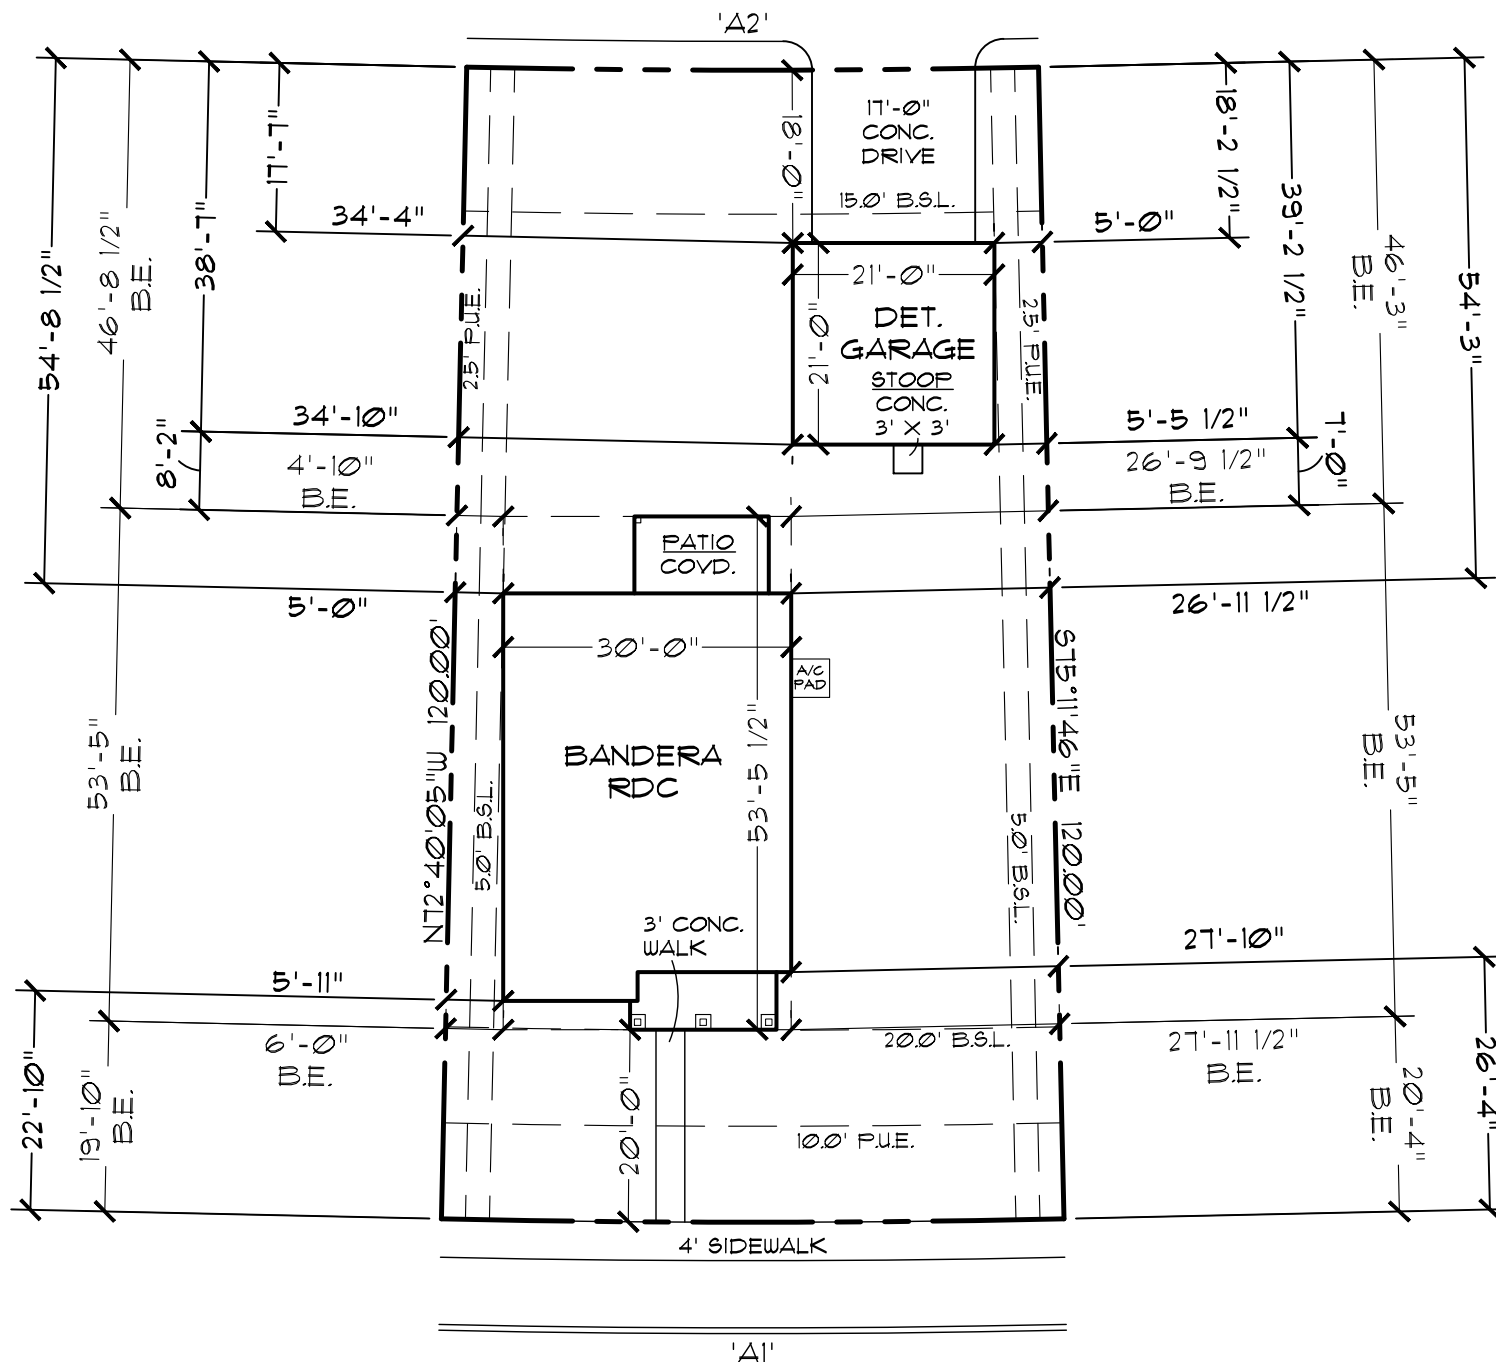 'A2'
17'-0"
CONC.
DRIVE
18'-0"
15.0' B.S.L.
17'-7"
38'-7"
46'-8 1/2"
B.E.
54'-8 1/2"
34'-4"
5'-0"
18'-2 1/2"
39'-2 1/2"
46'-3"
B.E.
54'-3"
21'-0"
21'-0"
DET.
GARAGE
STOOP
CONC.
3' X 3'
2.5' P.U.E.
2.5' P.U.E.
34'-10"
5'-5 1/2"
8'-2"
4'-10"
B.E.
26'-9 1/2"
B.E.
7'-0"
PATIO
COVD.
5'-0"
26'-11 1/2"
30'-0"
A/C
PAD
N72°40'05"W 120.00'
S75°11'46"E 120.00'
BANDERA
RDC
53'-5 1/2"
53'-5"
B.E.
53'-5"
B.E.
5.0' B.S.L.
5.0' B.S.L.
3' CONC.
WALK
5'-11"
27'-10"
6'-0"
B.E.
20.0' B.S.L.
27'-11 1/2"
B.E.
22'-10"
19'-10"
B.E.
20'-0"
10.0' P.U.E.
20'-4"
B.E.
26'-4"
4' SIDEWALK
'A1'